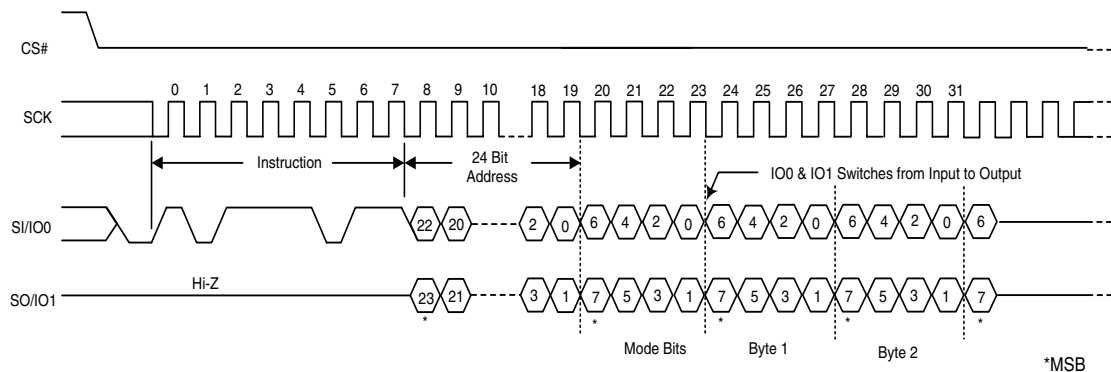 CS#
0 1 2 3 4 5 6 7 8 9 10 18 19 20 21 22 23 24 25 26 27 28 29 30 31
SCK
Instruction
24 Bit
Address
IO0 & IO1 Switches from Input to Output
SI/IO0
22 20 2 0 6 4 2 0 6 4 2 0 6 4 2 0 6
Hi-Z
SO/IO1
23 21 3 1 7 5 3 1 7 5 3 1 7 5 3 1 7
* * * * *
Mode Bits Byte 1 Byte 2
*MSB